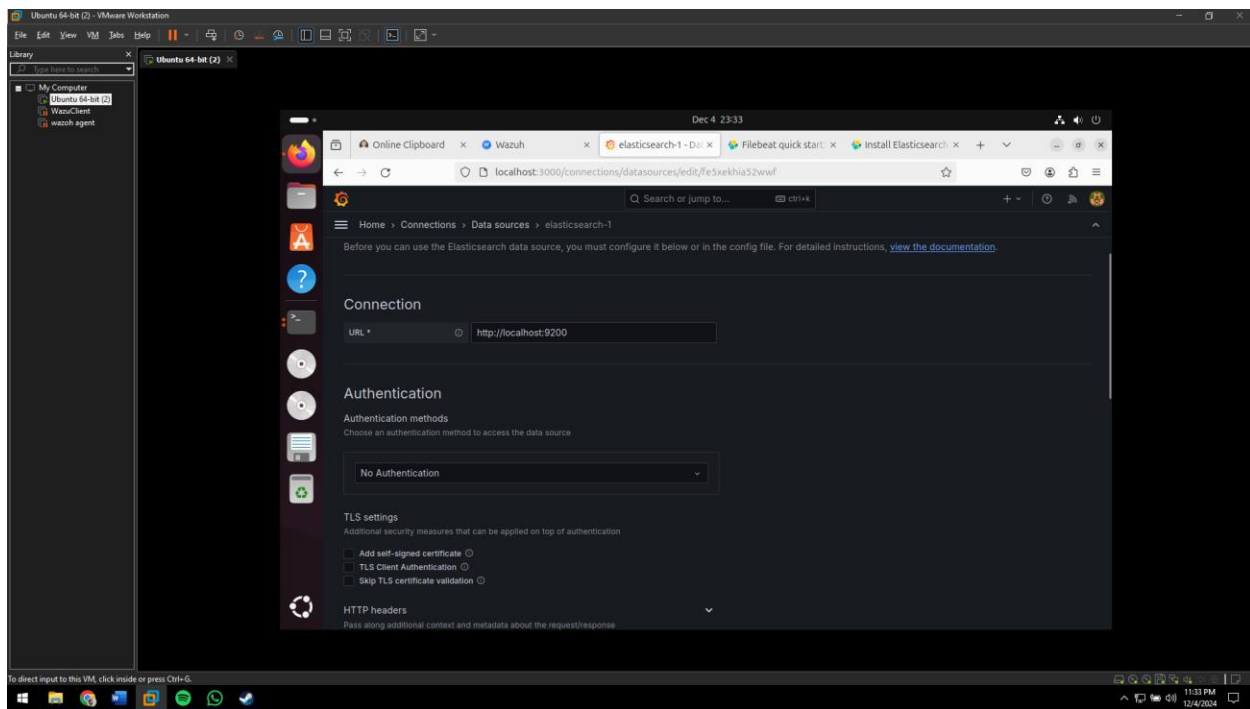 Ubuntu 64-bit (2) - VMware Workstation
File Edit View VM Tabs Help
Library
Type here to search
My Computer
Ubuntu 64-bit (2)
WazuClient
wazoh agent
Ubuntu 64-bit (2)
Dec 4 23:33
Online Clipboard
Wazuh
elasticsearch-1 - Dat
Filebeat quick start:
Install Elasticsearch
localhost:3000/connections/datasources/edit/fe5xekhia52wwf
Search or jump to...
ctrl+k
Home › Connections › Data sources › elasticsearch-1
Before you can use the Elasticsearch data source, you must configure it below or in the config file. For detailed instructions, view the documentation.
Connection
URL *
http://localhost:9200
Authentication
Authentication methods
Choose an authentication method to access the data source
No Authentication
TLS settings
Additional security measures that can be applied on top of authentication
Add self-signed certificate
TLS Client Authentication
Skip TLS certificate validation
HTTP headers
Pass along additional context and metadata about the request/response
To direct input to this VM, click inside or press Ctrl+G.
11:33 PM
12/4/2024